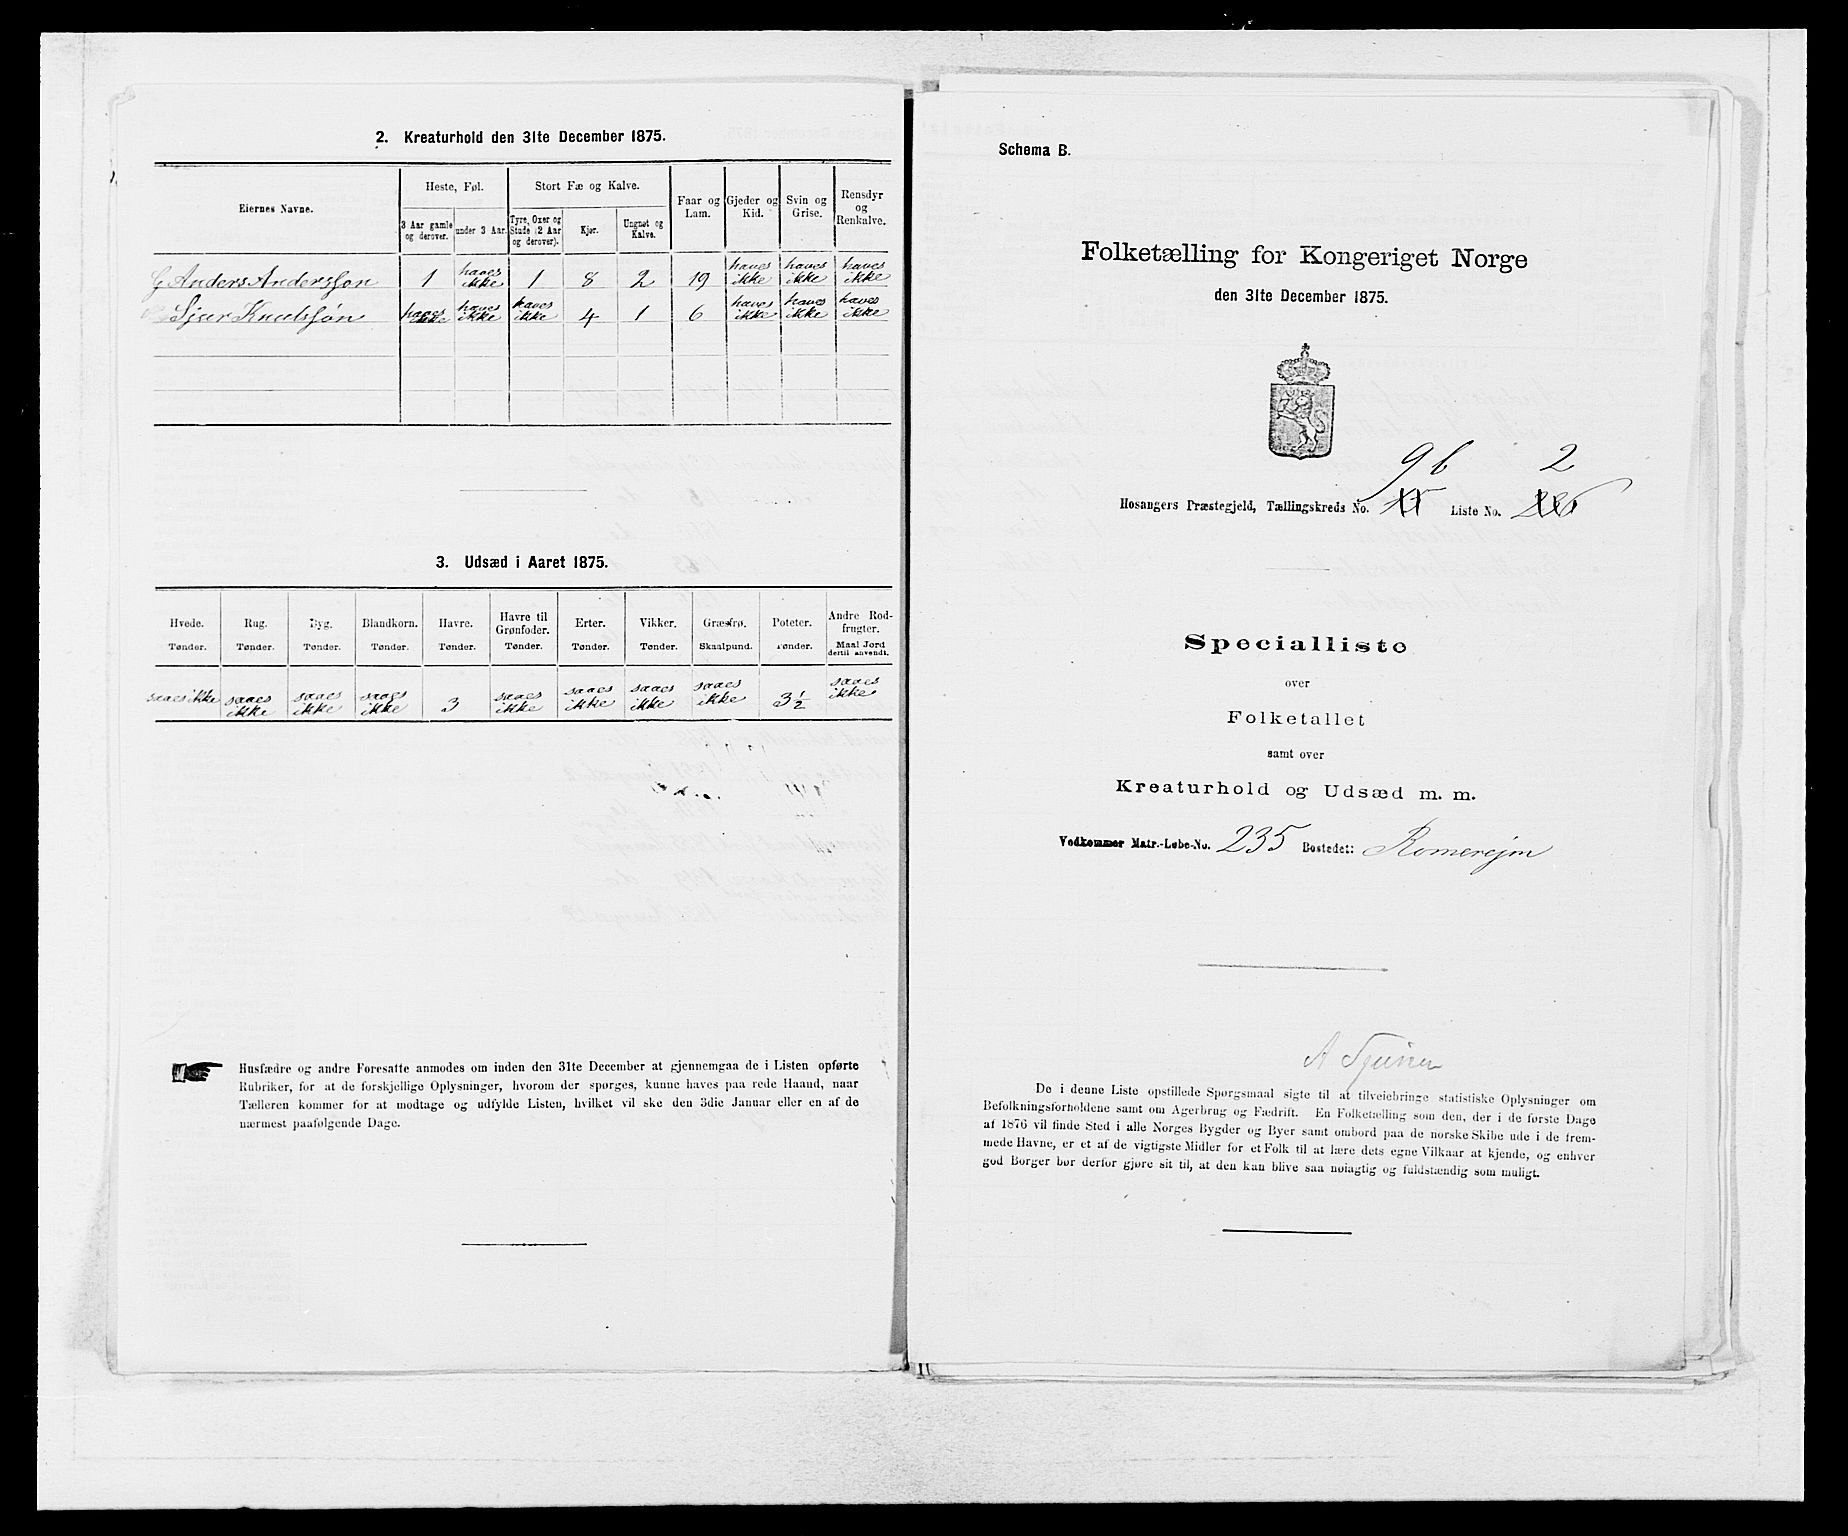 2. Kreaturhold den 31te December 1875.
Eiernes Navne.
Heste, Føl.
Stort Fæ og Kalve.
Faar og Lam.
Gjeder og Kid.
Svin og Grise.
Rensdyr og Renkalve.
3 Aar gamle og derover.
under 3 Aar.
Tyre, Oxer og Stude (2 Aar og derover).
Kjør.
Ungnøt og Kalve.
G Anders Anderssøn 1 haves ikke 1 8 2 19 haves ikke haves ikke haves ikke
Knudssøn haves ikke haves ikke haves ikke 4 1 6 haves ikke haves ikke haves ikke
3. Udsæd i Aaret 1875.
Hvede. Rug. Byg. Blandkorn. Havre. Havre til Grønfoder. Erter. Vikker. Græsfrø. Poteter. Andre Rodfrugter.
Tønder. Tønder. Tønder. Tønder. Tønder. Tønder. Tønder. Tønder. Skaalpund. Tønder. Maal Jord dertil anvendt.
saaes ikke saaes ikke saaes ikke saaes ikke 3 saaes ikke saaes ikke saaes ikke saaes ikke 3 1/2 saaes ikke
Husfædre og andre Foresatte anmodes om inden den 31te December at gjennemgaa de i Listen opførte
Rubriker, for at de forskjellige Oplysninger, hvorom der spørges, kunne haves paa rede Haand, naar
Tælleren kommer for at modtage og udfylde Listen, hvilket vil ske den 3die Januar eller en af de
nærmest paafølgende Dage.
Schema B.
Folketælling for Kongeriget Norge
den 31te December 1875.
9b 2
Hosangers Præstegjeld, Tællingskreds No. Liste No.
Specialliste
over
Folketallet
samt over
Kreaturhold og Udsæd m. m.
Vedkommer Matr.-Løbe-No. 235 Bostedet: Romerejm
De i denne Liste opstillede Spørgsmaal sigte til at tilveiebringe statistiske Oplysninger om
Befolkningsforholdene samt om Agerbrug og Fædrift. En Folketælling som den, der i de første Dage
af 1876 vil finde Sted i alle Norges Bygder og Byer samt ombord paa de norske Skibe ude i de frem-
mede Havne, er et af de vigtigste Midler for et Folk til at lære dets egne Vilkaar at kjende, og enhver
god Borger bør derfor gjøre sit til, at den kan blive saa nøiagtig og fuldstændig som muligt.